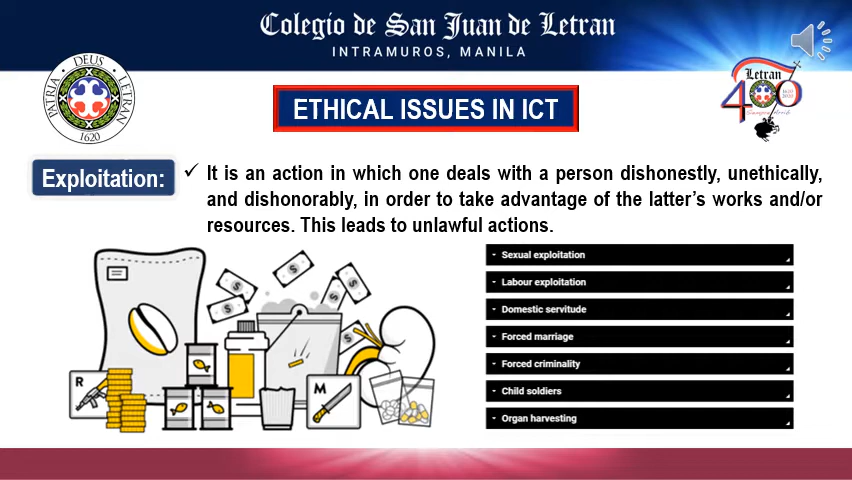 Colegio de San Juan de Letran
INTRAMUROS, MANILA
PATRIA DEUS LETRAN
1620
Letran
400
ETHICAL ISSUES IN ICT
Exploitation:
✓ It is an action in which one deals with a person dishonestly, unethically,
and dishonorably, in order to take advantage of the latter's works and/or
resources. This leads to unlawful actions.
R
M
Sexual exploitation
Labour exploitation
Domestic servitude
Forced marriage
Forced criminality
Child soldiers
Organ harvesting